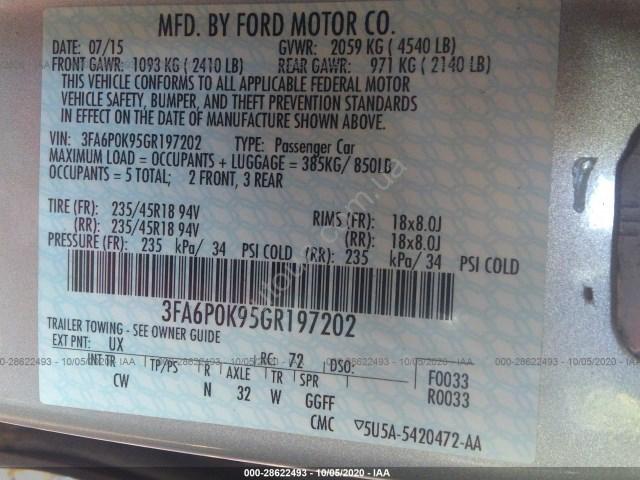 MFD. BY FORD MOTOR CO.
DATE: 07/15 GVWR: 2059 KG ( 4540 LB)
FRONT GAWR: 1093 KG ( 2410 LB) REAR GAWR: 971 KG ( 2140 LB)
THIS VEHICLE CONFORMS TO ALL APPLICABLE FEDERAL MOTOR
VEHICLE SAFETY, BUMPER, AND THEFT PREVENTION STANDARDS
IN EFFECT ON THE DATE OF MANUFACTURE SHOWN ABOVE.
VIN: 3FA6P0K95GR197202 TYPE: Passenger Car
MAXIMUM LOAD = OCCUPANTS + LUGGAGE = 385KG/ 850LB
OCCUPANTS = 5 TOTAL; 2 FRONT, 3 REAR
TIRE (FR): 235/45R18 94V RIMS (FR): 18x8.0J
(RR): 235/45R18 94V (RR): 18x8.0J
PRESSURE (FR): 235 kPa/ 34 PSI COLD (RR): 235 kPa/ 34 PSI COLD
3FA6P0K95GR197202
TRAILER TOWING - SEE OWNER GUIDE
EXT PNT: UX RC: 72 DSO:
INT TR TP/PS R AXLE TR SPR F0033
CW N 32 W GGFF R0033
CMC ▽5U5A-5420472-AA
000-28622493 - 10/05/2020 - IAA